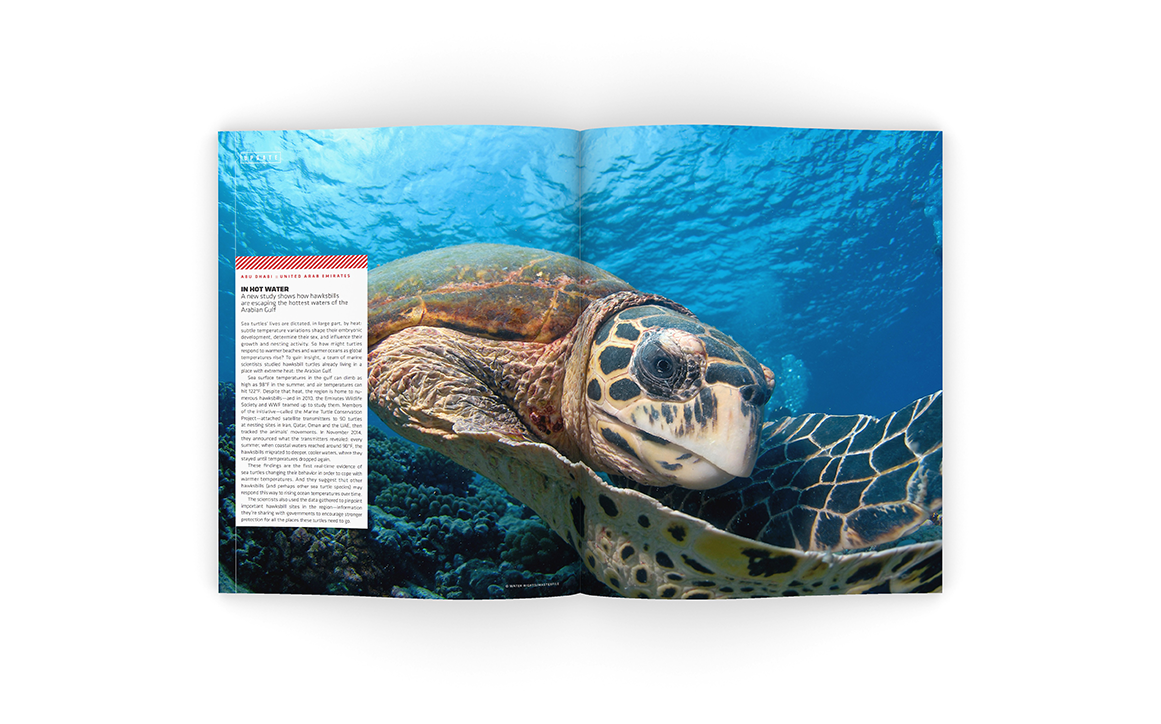 ABU DHABI :: UNITED ARAB EMIRATES
IN HOT WATER
A new study shows how hawksbills
are escaping the hottest waters of the
Arabian Gulf
Sea turtles' lives are dictated, in large part, by heat:
subtle temperature variations shape their embryonic
development, determine their sex, and influence their
growth and nesting activity. So how might turtles
respond to warmer beaches and warmer oceans as global
temperatures rise? To gain insight, a team of marine
scientists studied hawksbill turtles already living in a
place with extreme heat: the Arabian Gulf.
Sea surface temperatures in the gulf can climb as
high as 98°F in the summer, and air temperatures can
hit 122°F. Despite that heat, the region is home to nu-
merous hawksbills—and in 2010, the Emirates Wildlife
Society and WWF teamed up to study them. Members
of the initiative—called the Marine Turtle Conservation
Project—attached satellite transmitters to 90 turtles
at nesting sites in Iran, Qatar, Oman and the UAE, then
tracked the animals' movements. In November 2014,
they announced what the transmitters revealed: every
summer, when coastal waters reached around 90°F, the
hawksbills migrated to deeper, cooler waters, where they
stayed until temperatures dropped again.
These findings are the first real-time evidence of
sea turtles changing their behavior in order to cope with
warmer temperatures. And they suggest that other
hawksbills (and perhaps other sea turtle species) may
respond this way to rising ocean temperatures over time.
The scientists also used the data gathered to pinpoint
important hawksbill sites in the region—information
they're sharing with governments to encourage stronger
protection for all the places these turtles need to go.